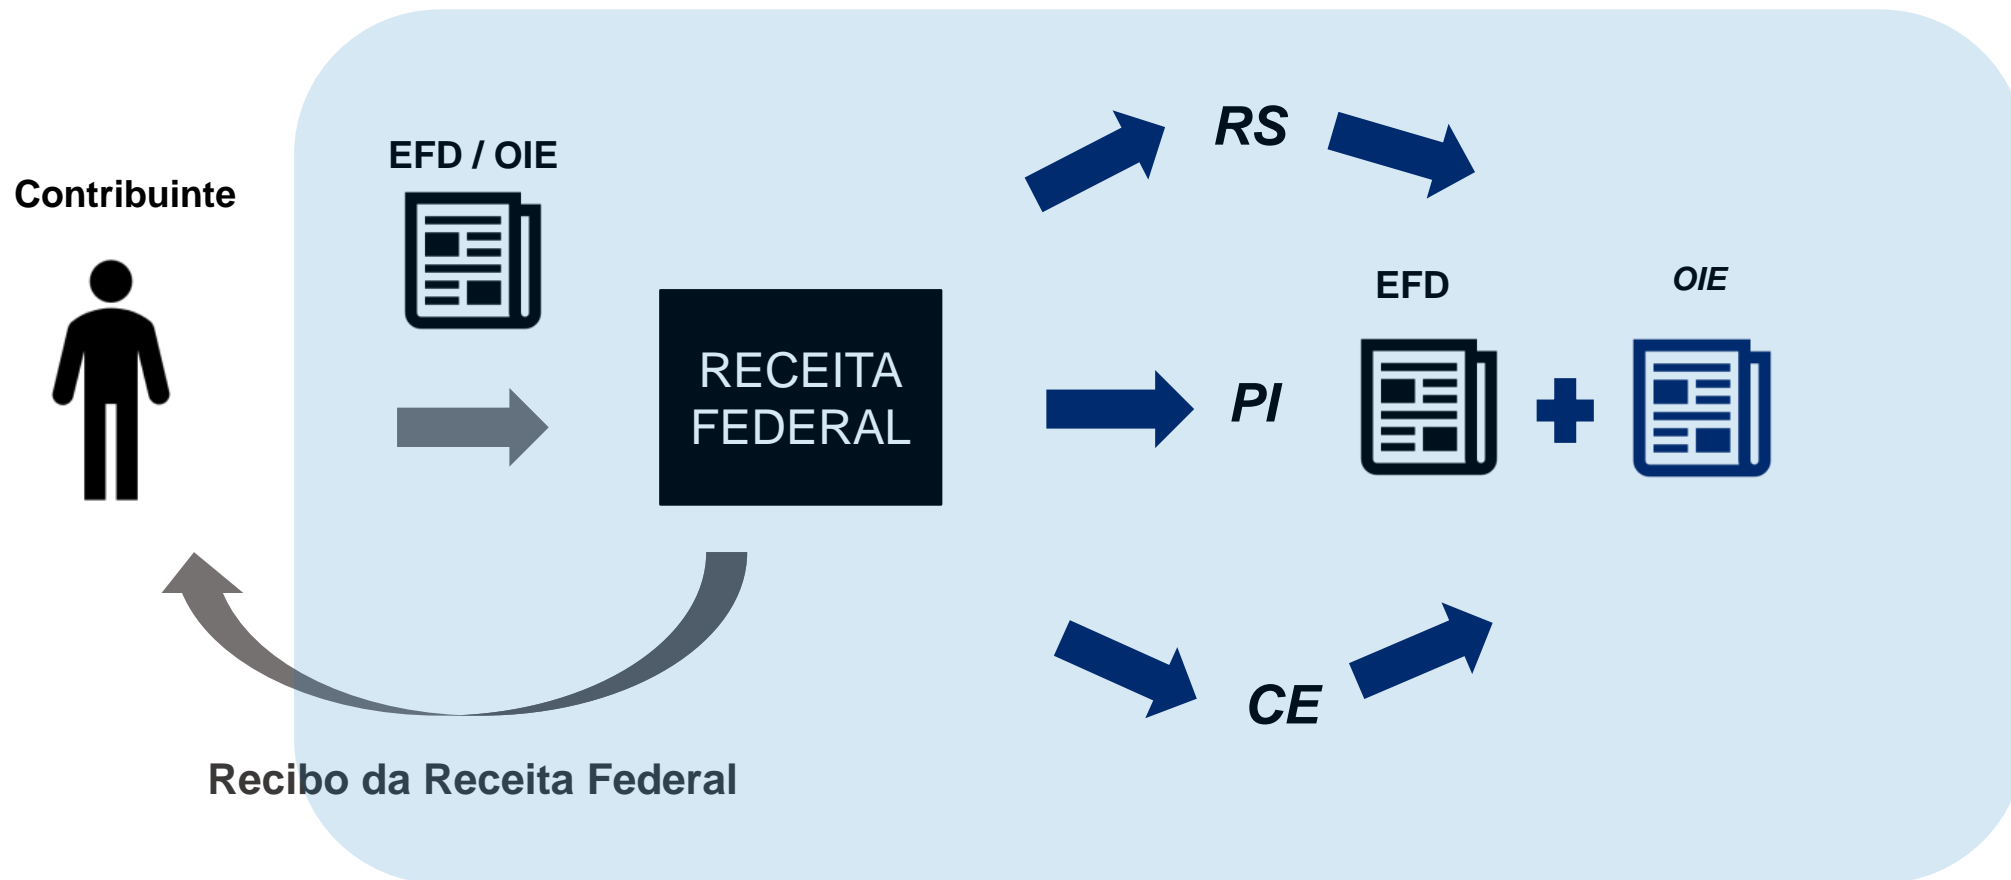 Contribuinte
EFD / OIE
RECEITA
FEDERAL
Recibo da Receita Federal
RS
PI
CE
EFD
OIE